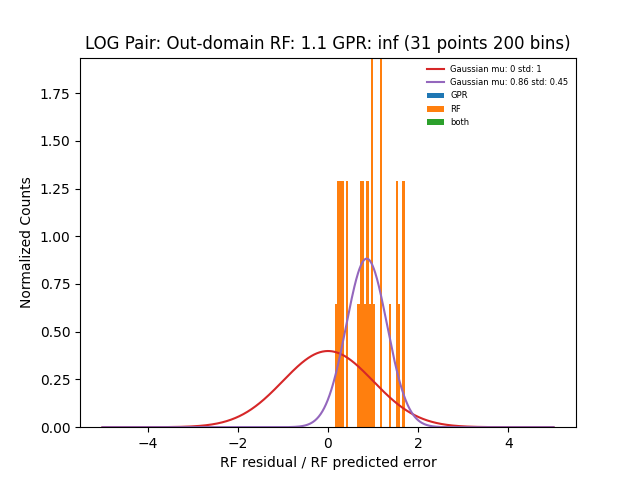 LOG Pair: Out-domain RF: 1.1 GPR: inf (31 points 200 bins)
Gaussian mu: 0 std: 1
Gaussian mu: 0.86 std: 0.45
GPR
RF
both
Normalized Counts
1.75
1.50
1.25
1.00
0.75
0.50
0.25
0.00
−4 −2 0 2 4
RF residual / RF predicted error